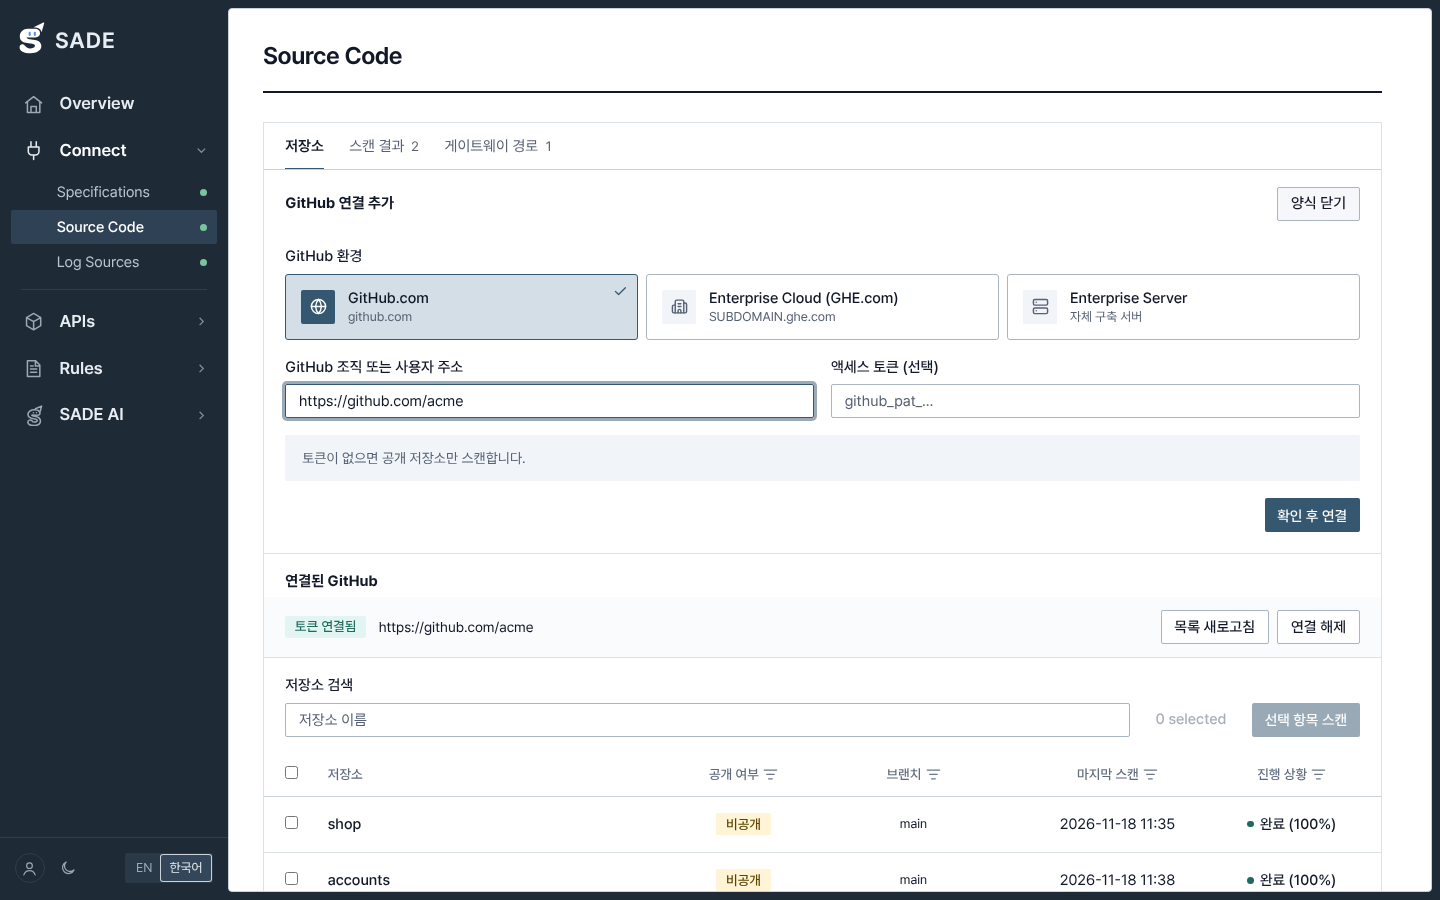 SADE
Overview
Connect
Specifications
Source Code
Log Sources
APIs
Rules
SADE AI
EN 한국어
Source Code
저장소 스캔 결과 2 게이트웨이 경로 1
GitHub 연결 추가 양식 닫기
GitHub 환경
GitHub.com
github.com
Enterprise Cloud (GHE.com)
SUBDOMAIN.ghe.com
Enterprise Server
자체 구축 서버
GitHub 조직 또는 사용자 주소 액세스 토큰 (선택)
https://github.com/acme github_pat_...
토큰이 없으면 공개 저장소만 스캔합니다.
확인 후 연결
연결된 GitHub
토큰 연결됨 https://github.com/acme 목록 새로고침 연결 해제
저장소 검색
저장소 이름 0 selected 선택 항목 스캔
저장소 공개 여부 브랜치 마지막 스캔 진행 상황
shop 비공개 main 2026-11-18 11:35 완료 (100%)
accounts 비공개 main 2026-11-18 11:38 완료 (100%)